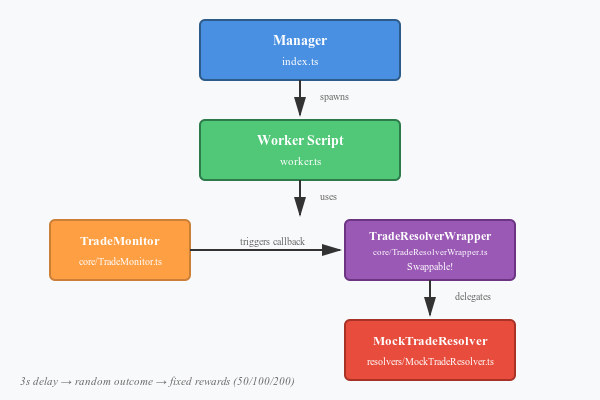 Manager
index.ts
spawns
Worker Script
worker.ts
uses
TradeMonitor
core/TradeMonitor.ts
triggers callback
TradeResolverWrapper
core/TradeResolverWrapper.ts
Swappable!
delegates
MockTradeResolver
resolvers/MockTradeResolver.ts
3s delay → random outcome → fixed rewards (50/100/200)